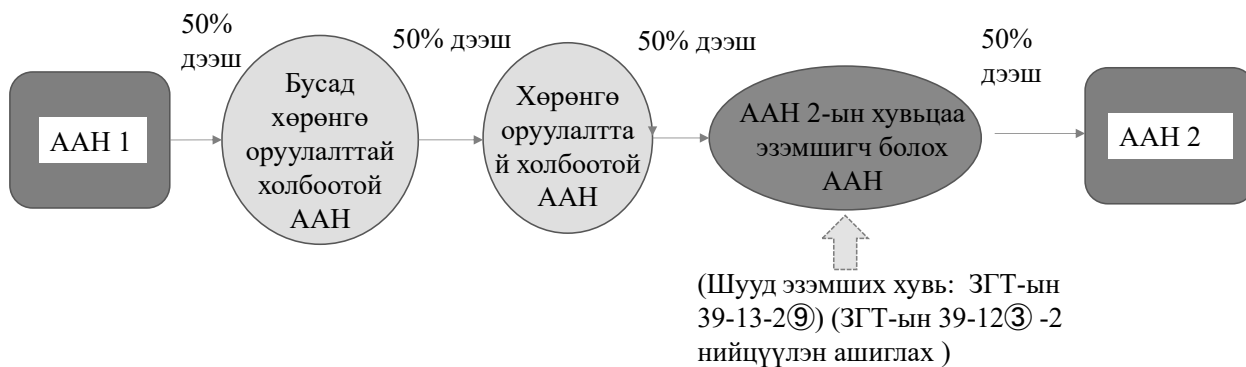 50%
дээш
50% дээш
50% дээш
50%
дээш
ААН 1
Бусад
хөрөнгө
оруулалттай
холбоотой
ААН
Хөрөнгө
оруулалтта
й холбоотой
ААН
ААН 2-ын хувьцаа
эзэмшигч болох
ААН
ААН 2
(Шууд эзэмших хувь:  ЗГТ-ын
39-13-2⑨) (ЗГТ-ын 39-12③ -2
нийцүүлэн ашиглах )